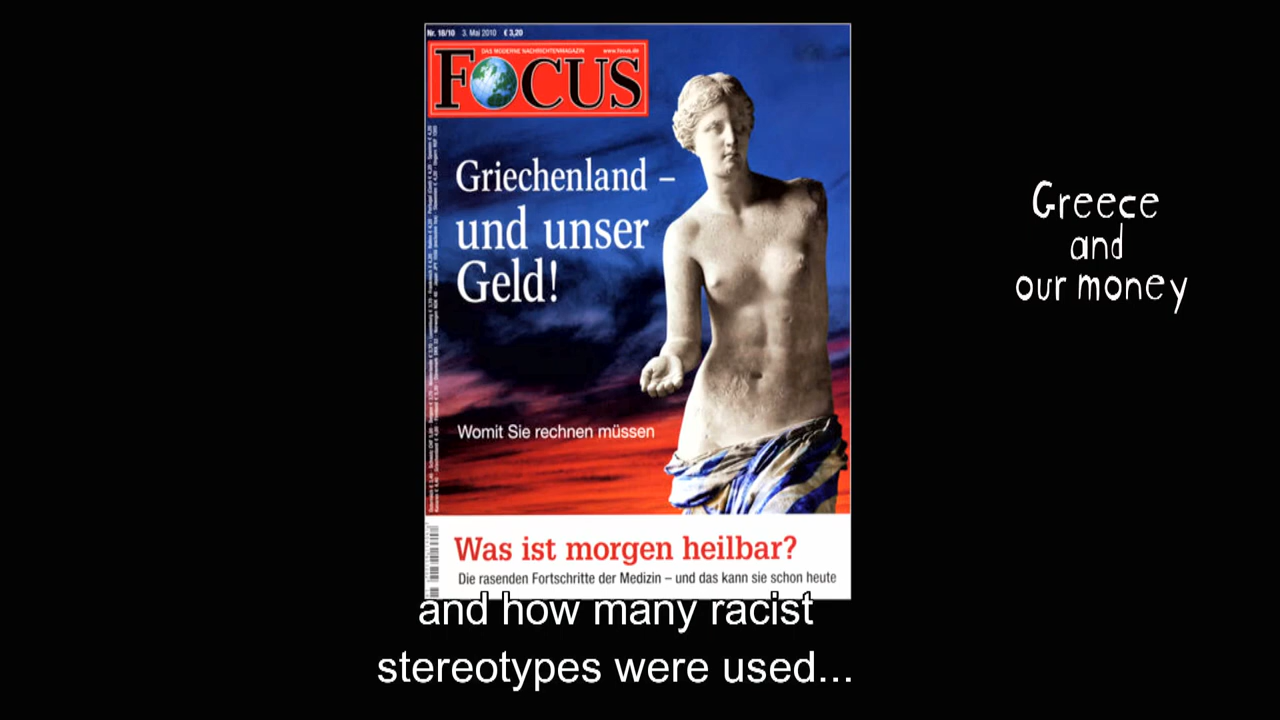 Nr. 18/10 3. Mai 2010 € 3,20
DAS MODERNE NACHRICHTENMAGAZIN www.focus.de
FOCUS
Griechenland –
und unser
Geld!
Womit Sie rechnen müssen
Was ist morgen heilbar?
Die rasenden Fortschritte der Medizin – und das kann sie schon heute
Greece
and
our money
and how many racist
stereotypes were used...